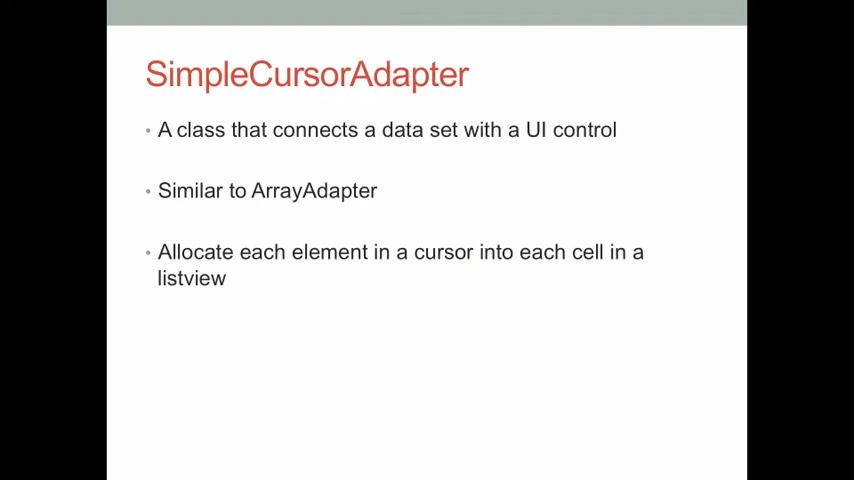 SimpleCursorAdapter
• A class that connects a data set with a UI control
• Similar to ArrayAdapter
• Allocate each element in a cursor into each cell in a
listview